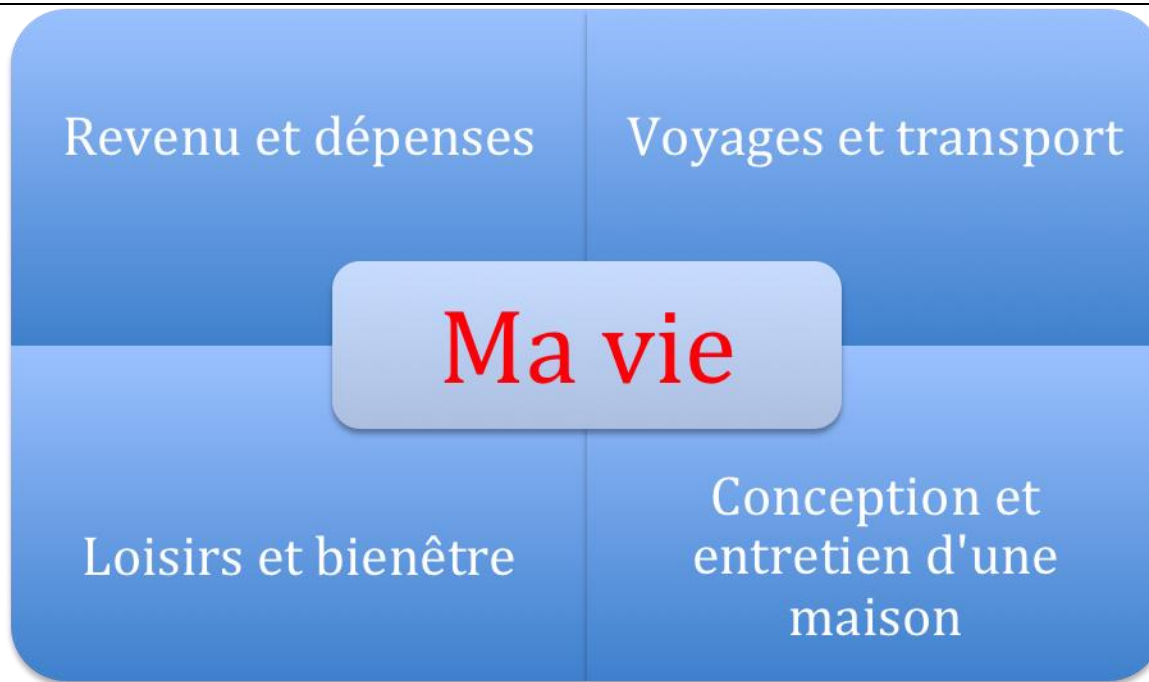 Revenu et dépenses
Voyages et transport
Ma vie
Loisirs et bienêtre
Conception et
entretien d'une
maison